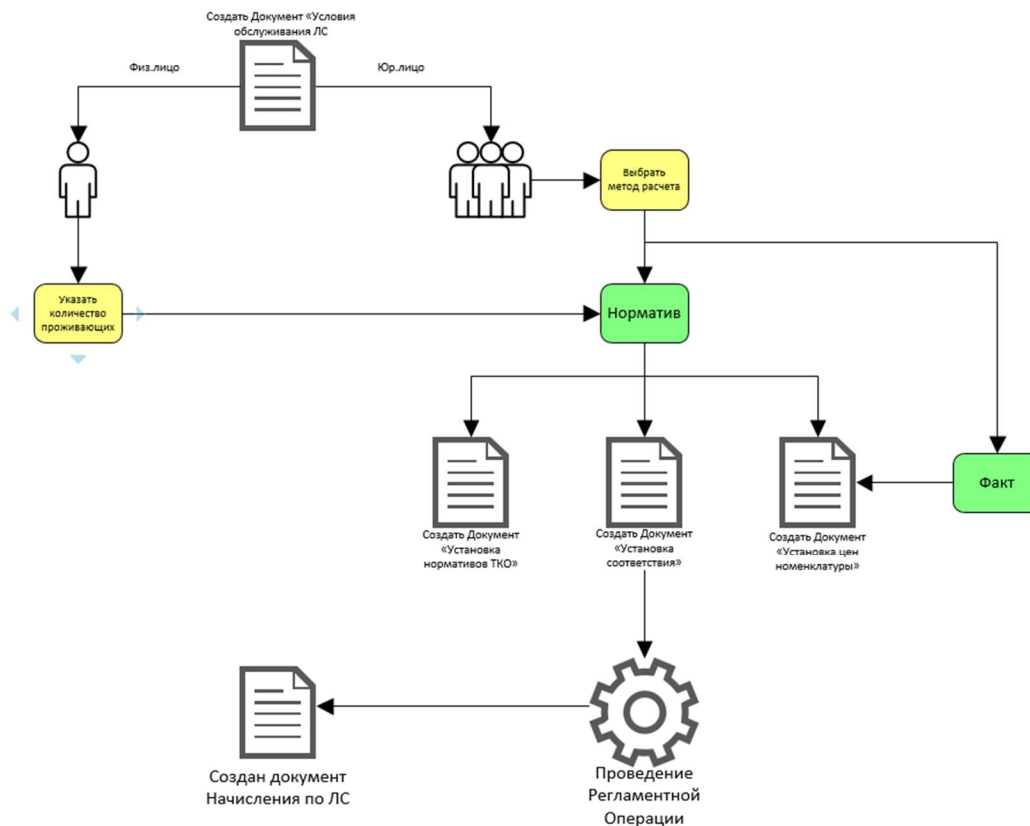 Создать Документ «Условия
обслуживания ЛС
Физ.лицо
Юр.лицо
Выбрать
метод расчета
Указать
количество
проживающих
Норматив
Факт
Создать Документ
«Установка
нормативов ТКО»
Создать Документ
«Установка
соответствия»
Создать Документ
«Установка цен
номенклатуры»
Создан документ
Начисления по ЛС
Проведение
Регламентной
Операции